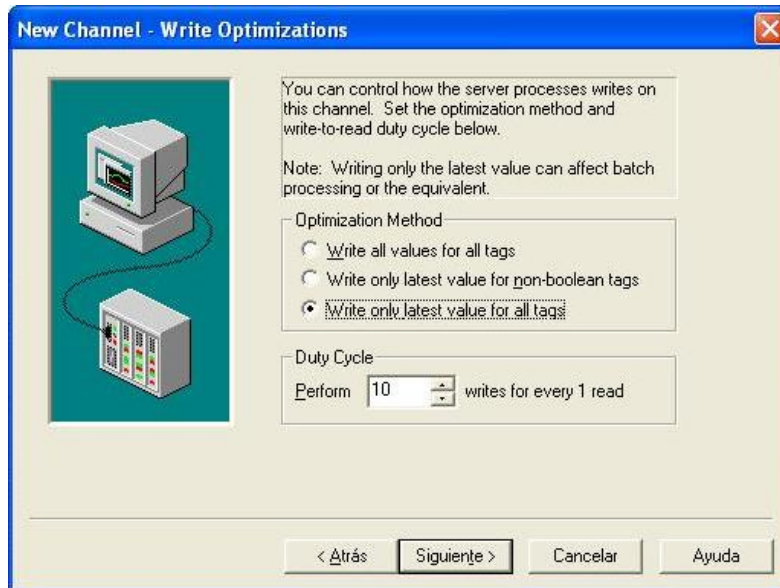 New Channel - Write Optimizations
You can control how the server processes writes on
this channel. Set the optimization method and
write-to-read duty cycle below.
Note: Writing only the latest value can affect batch
processing or the equivalent.
Optimization Method
Write all values for all tags
Write only latest value for non-boolean tags
Write only latest value for all tags
Duty Cycle
Perform 10 writes for every 1 read
< Atrás Siguiente > Cancelar Ayuda